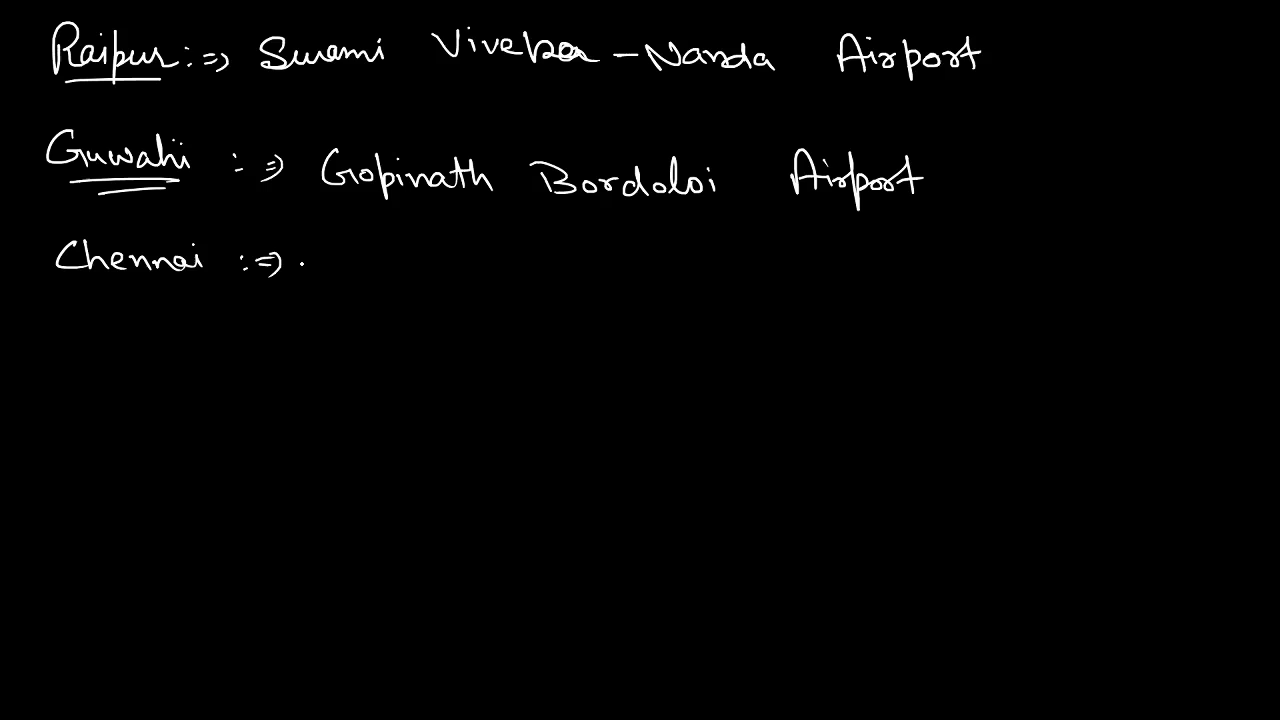 Raipur :=> Swami Viveka - Nanda Airport
Guwahi :=> Gopinath Bordoloi Airport
Chennai :=>